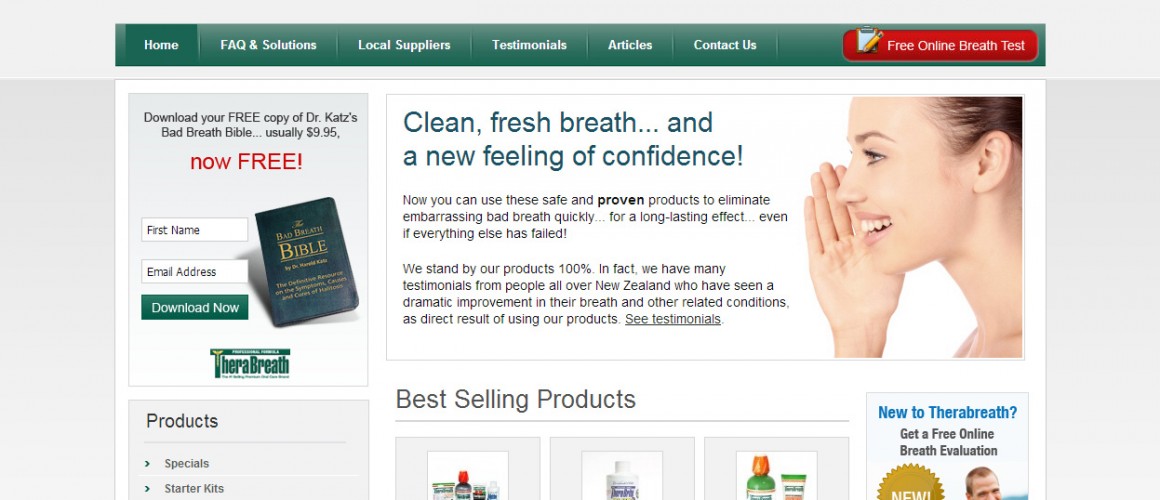 Home
FAQ & Solutions
Local Suppliers
Testimonials
Articles
Contact Us
Free Online Breath Test
Download your FREE copy of Dr. Katz's
Bad Breath Bible... usually $9.95,
now FREE!
First Name
Email Address
Download Now
The
BAD BREATH
BIBLE
by Dr. Harold Katz
The Definitive Resource
on the Symptoms, Causes
and Cures of Halitosis
PROFESSIONAL FORMULA
TheraBreath
Products
Specials
Starter Kits
Clean, fresh breath... and
a new feeling of confidence!
Now you can use these safe and proven products to eliminate
embarrassing bad breath quickly... for a long-lasting effect... even
if everything else has failed!
We stand by our products 100%. In fact, we have many
testimonials from people all over New Zealand who have seen a
dramatic improvement in their breath and other related conditions,
as direct result of using our products. See testimonials.
Best Selling Products
New to Therabreath?
Get a Free Online
Breath Evaluation
NEW!